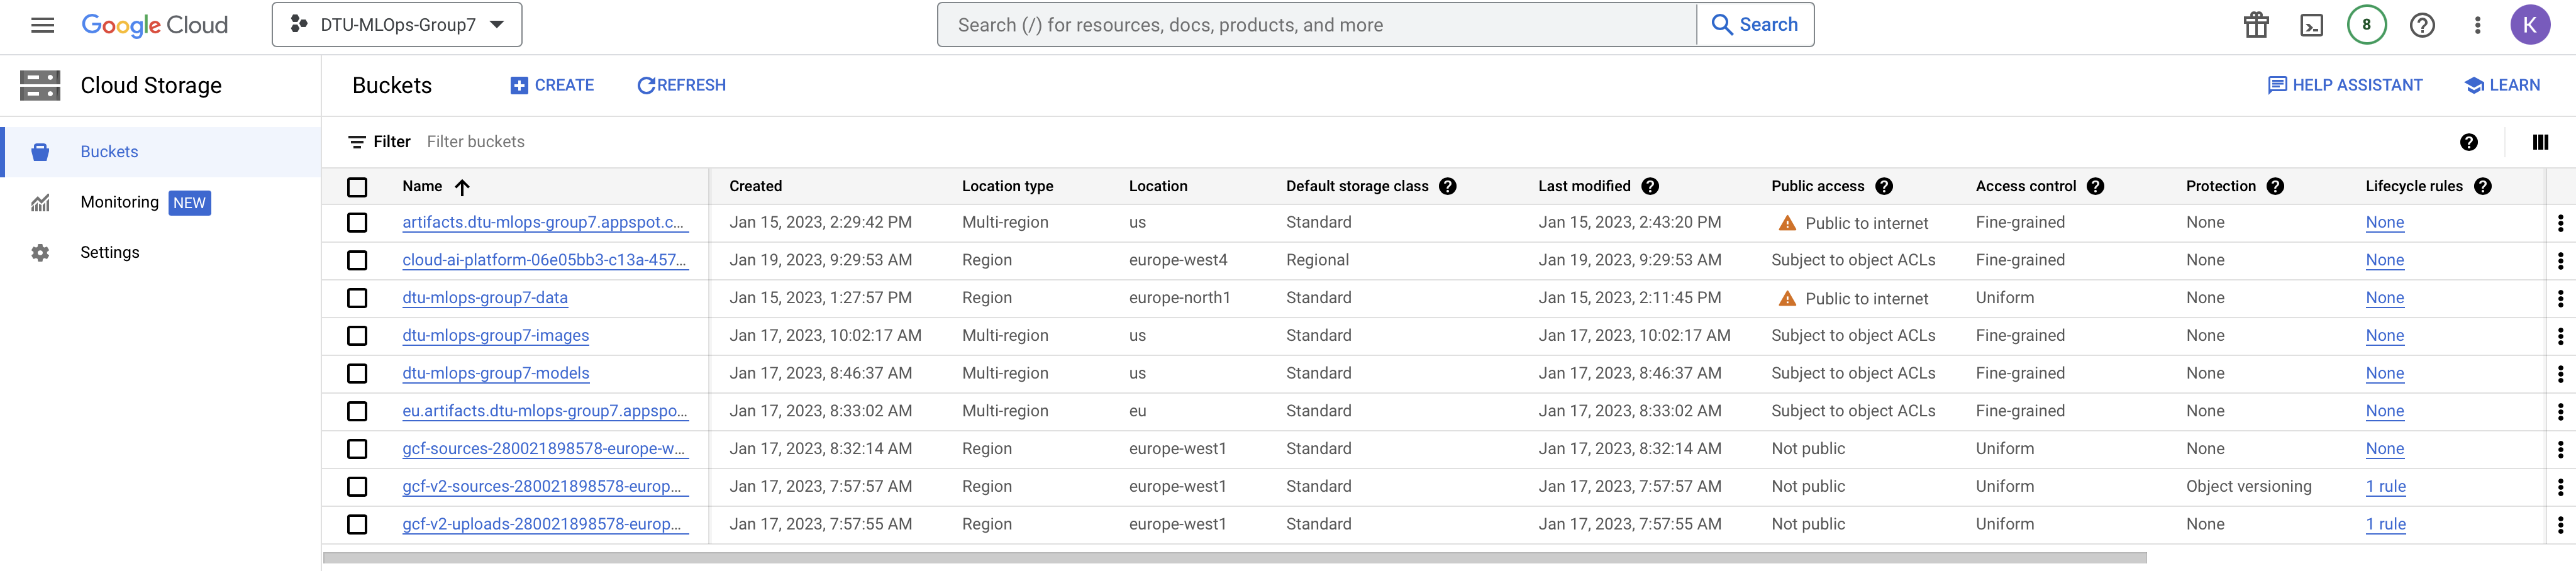 Google Cloud DTU-MLOps-Group7 Search (/) for resources, docs, products, and more Search 8 K
Cloud Storage Buckets CREATE REFRESH HELP ASSISTANT LEARN
Buckets
Monitoring NEW
Settings
Filter Filter buckets
Name Created Location type Location Default storage class Last modified Public access Access control Protection Lifecycle rules
artifacts.dtu-mlops-group7.appspot.c... Jan 15, 2023, 2:29:42 PM Multi-region us Standard Jan 15, 2023, 2:43:20 PM Public to internet Fine-grained None None
cloud-ai-platform-06e05bb3-c13a-457... Jan 19, 2023, 9:29:53 AM Region europe-west4 Regional Jan 19, 2023, 9:29:53 AM Subject to object ACLs Fine-grained None None
dtu-mlops-group7-data Jan 15, 2023, 1:27:57 PM Region europe-north1 Standard Jan 15, 2023, 2:11:45 PM Public to internet Uniform None None
dtu-mlops-group7-images Jan 17, 2023, 10:02:17 AM Multi-region us Standard Jan 17, 2023, 10:02:17 AM Subject to object ACLs Fine-grained None None
dtu-mlops-group7-models Jan 17, 2023, 8:46:37 AM Multi-region us Standard Jan 17, 2023, 8:46:37 AM Subject to object ACLs Fine-grained None None
eu.artifacts.dtu-mlops-group7.appspo... Jan 17, 2023, 8:33:02 AM Multi-region eu Standard Jan 17, 2023, 8:33:02 AM Subject to object ACLs Fine-grained None None
gcf-sources-280021898578-europe-w... Jan 17, 2023, 8:32:14 AM Region europe-west1 Standard Jan 17, 2023, 8:32:14 AM Not public Uniform None None
gcf-v2-sources-280021898578-europ... Jan 17, 2023, 7:57:57 AM Region europe-west1 Standard Jan 17, 2023, 7:57:57 AM Not public Uniform Object versioning 1 rule
gcf-v2-uploads-280021898578-europ... Jan 17, 2023, 7:57:55 AM Region europe-west1 Standard Jan 17, 2023, 7:57:55 AM Not public Uniform None 1 rule